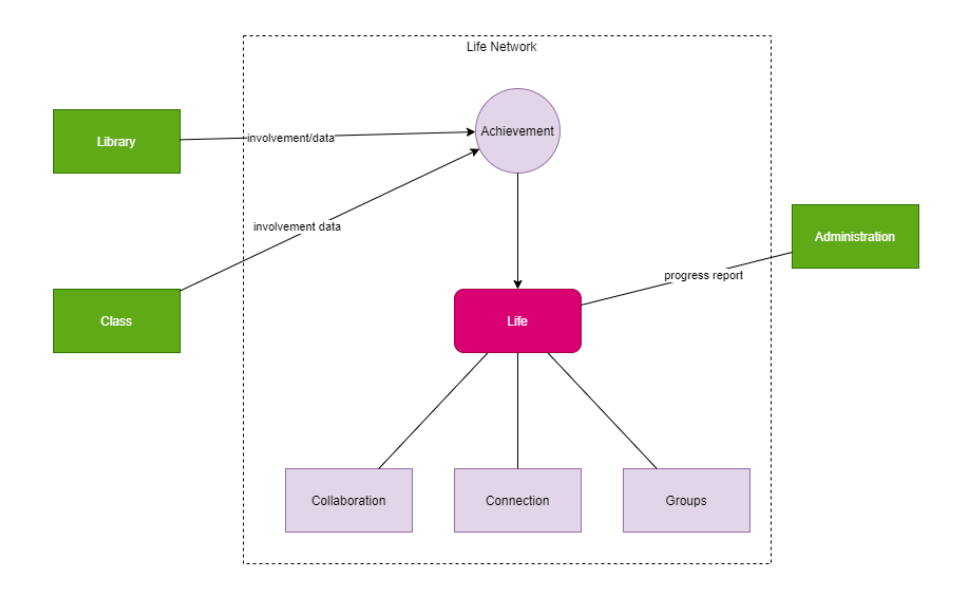 Life Network
Achievement
Library
involvement/data
involvement data
Administration
progress report
Class
Life
Collaboration
Connection
Groups